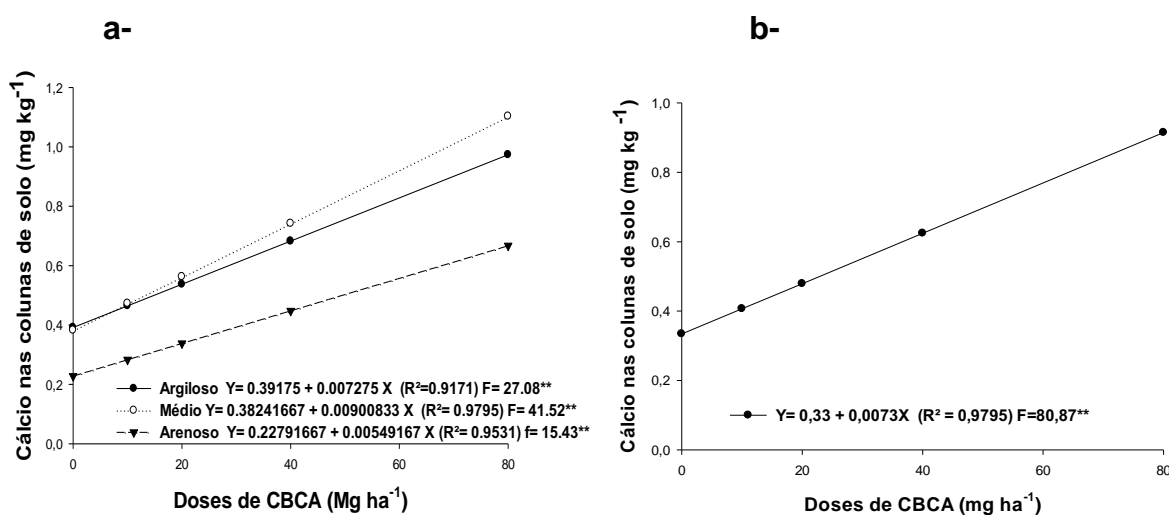 a-
Cálcio nas colunas de solo (mg kg⁻¹)
1,2
1,0
0,8
0,6
0,4
0,2
0,0
Argiloso Y= 0.39175 + 0.007275 X (R²=0.9171) F= 27.08**
Médio Y= 0.38241667 + 0.00900833 X (R²= 0.9795) F= 41.52**
Arenoso Y= 0.22791667 + 0.00549167 X (R²= 0.9531) f= 15.43**
0 20 40 60 80
Doses de CBCA (Mg ha⁻¹)
b-
Cálcio nas colunas de solo (mg kg ⁻¹)
1,0
0,8
0,6
0,4
0,2
0,0
Y= 0,33 + 0,0073X (R² = 0,9795) F=80,87**
0 20 40 60 80
Doses de CBCA (mg ha⁻¹)